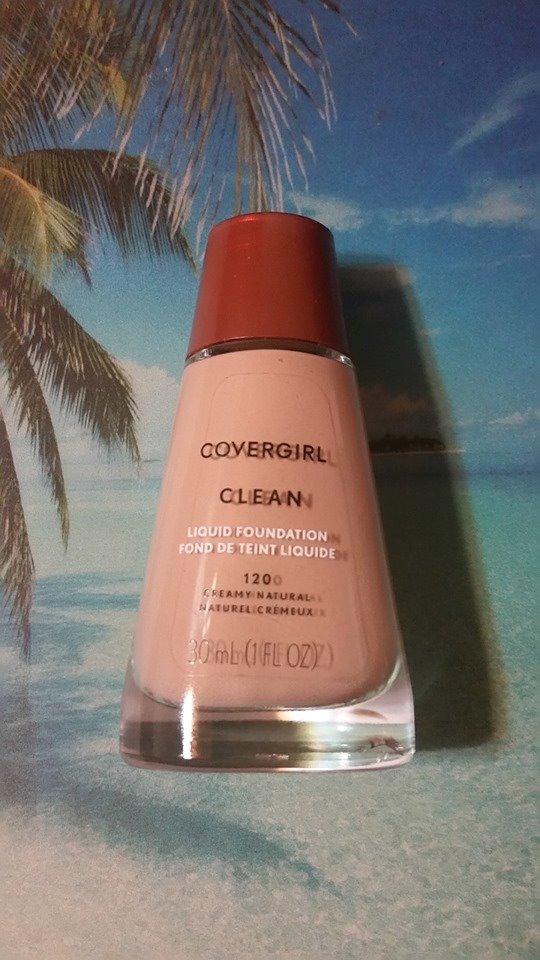 COVERGIRL
CLEAN
LIQUID FOUNDATION
FOND DE TEINT LIQUIDE
120
CREAMY NATURAL
NATUREL CRÉMEUX
30 mL (1 FL OZ)